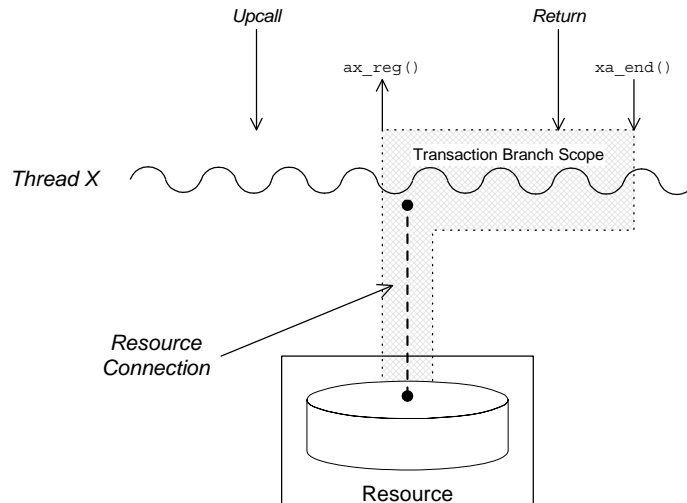 Upcall
Return
ax_reg()
xa_end()
Transaction Branch Scope
Thread X
Resource
Connection
Resource